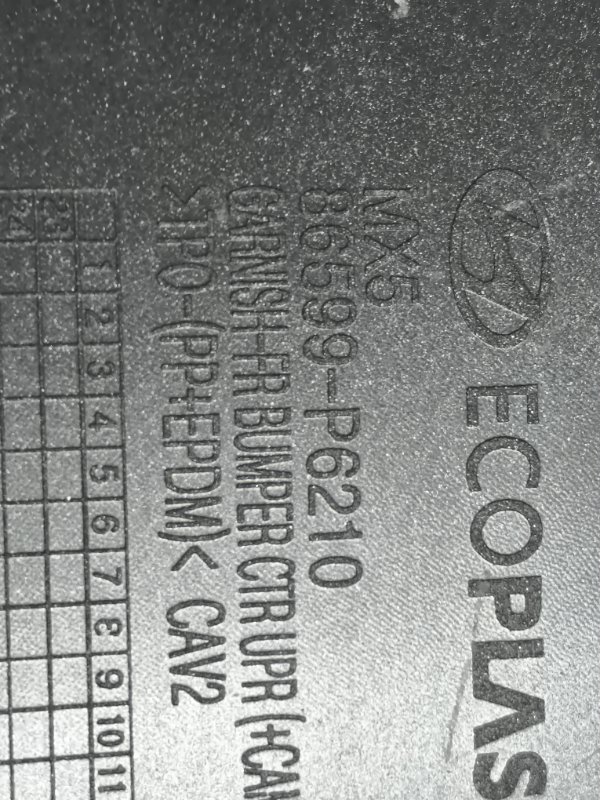 ECOPLAS
MX5
86599-P6210
GARNISH-FR BUMPER CTR UPR (+CAM
>TPO-(PP+EPDM)< CAV2
1 2 3 4 5 6 7 8 9 10 11
23
24